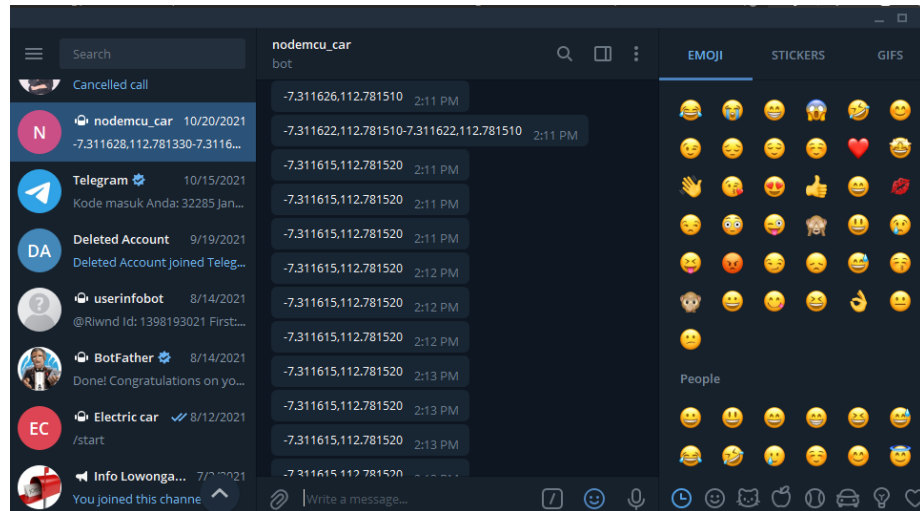 Search
Cancelled call
N
nodemcu_car 10/20/2021
-7.311628,112.781330-7.3116...
Telegram 10/15/2021
Kode masuk Anda: 32285 Jan...
DA
Deleted Account 9/19/2021
Deleted Account joined Teleg...
userinfobot 8/14/2021
@Riwnd Id: 1398193021 First:...
BotFather 8/14/2021
Done! Congratulations on yo...
EC
Electric car 8/12/2021
/start
Info Lowonga... 7/2/2021
You joined this channe
nodemcu_car
bot
-7.311626,112.781510 2:11 PM
-7.311622,112.781510-7.311622,112.781510 2:11 PM
-7.311615,112.781520 2:11 PM
-7.311615,112.781520 2:11 PM
-7.311615,112.781520 2:11 PM
-7.311615,112.781520 2:12 PM
-7.311615,112.781520 2:12 PM
-7.311615,112.781520 2:12 PM
-7.311615,112.781520 2:13 PM
-7.311615,112.781520 2:13 PM
-7.311615,112.781520 2:13 PM
-7.311615,112.781520
Write a message...
EMOJI STICKERS GIFS
People